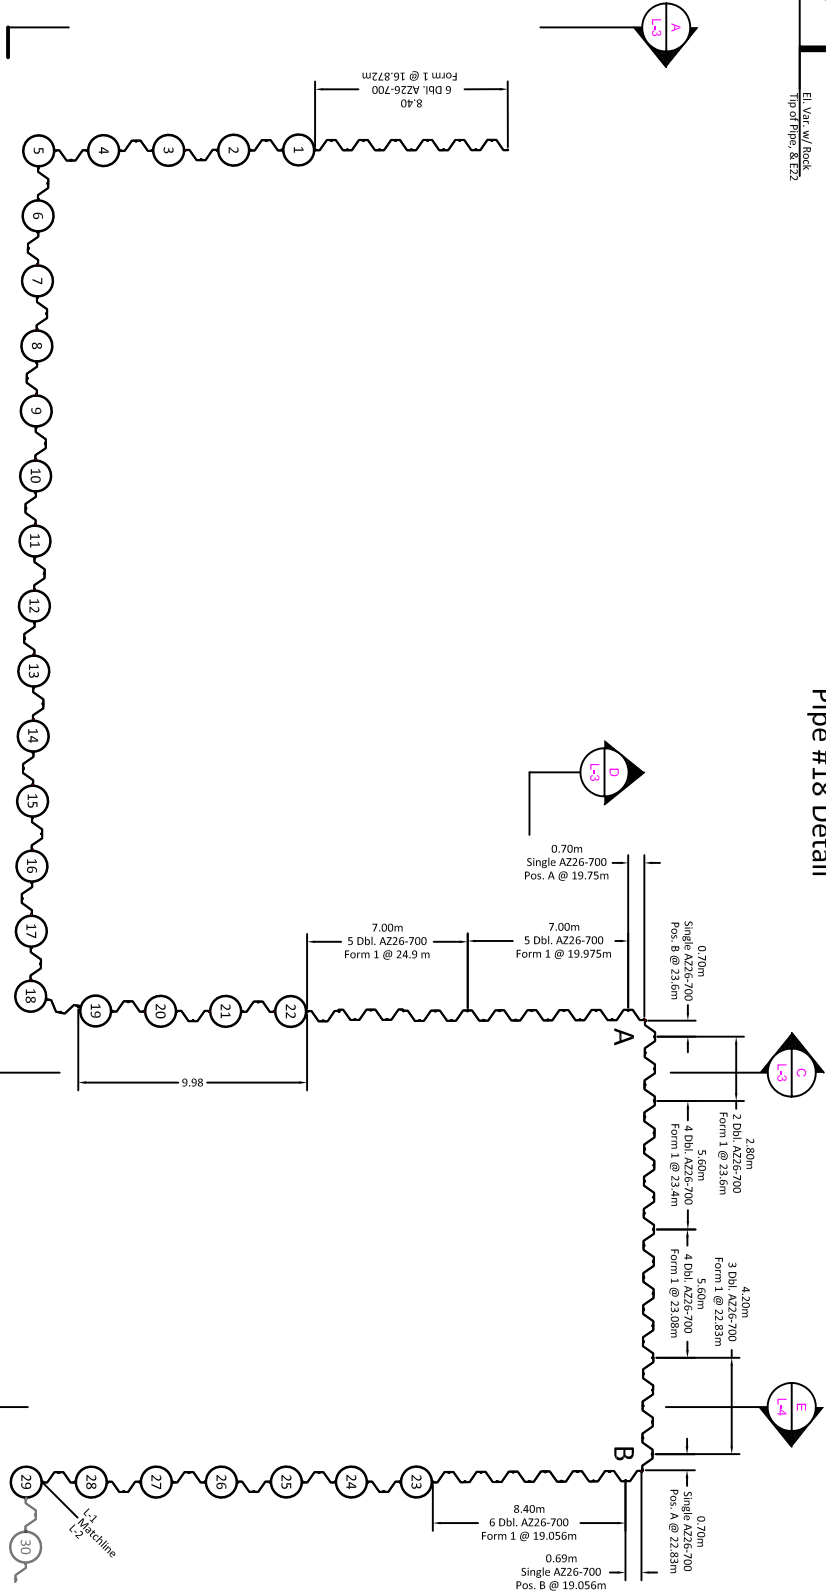 A
L-3
El. Var. w/ Rock
Tip of Pipe, & E22
8.40
6 Dbl. AZ26-700
Form 1 @ 16.872m
5
4
3
2
1
6
7
8
9
10
11
12
13
14
15
16
17
18
19
20
21
22
Pipe #18 Detail
D
L-3
0.70m
Single AZ26-700
Pos. A @ 19.75m
7.00m
5 Dbl. AZ26-700
Form 1 @ 24.9 m
7.00m
5 Dbl. AZ26-700
Form 1 @ 19.975m
0.70m
Single AZ26-700
Pos. B @ 23.6m
A
9.98
C
L-3
2.80m
2 Dbl. AZ26-700
Form 1 @ 23.6m
5.60m
4 Dbl. AZ26-700
Form 1 @ 23.4m
5.60m
4 Dbl. AZ26-700
Form 1 @ 23.08m
4.20m
3 Dbl. AZ26-700
Form 1 @ 22.83m
E
L-4
B
0.70m
Single AZ26-700
Pos. A @ 22.83m
29
28
27
26
25
24
23
30
L-1
Matchline
L-2
8.40m
6 Dbl. AZ26-700
Form 1 @ 19.056m
0.69m
Single AZ26-700
Pos. B @ 19.056m